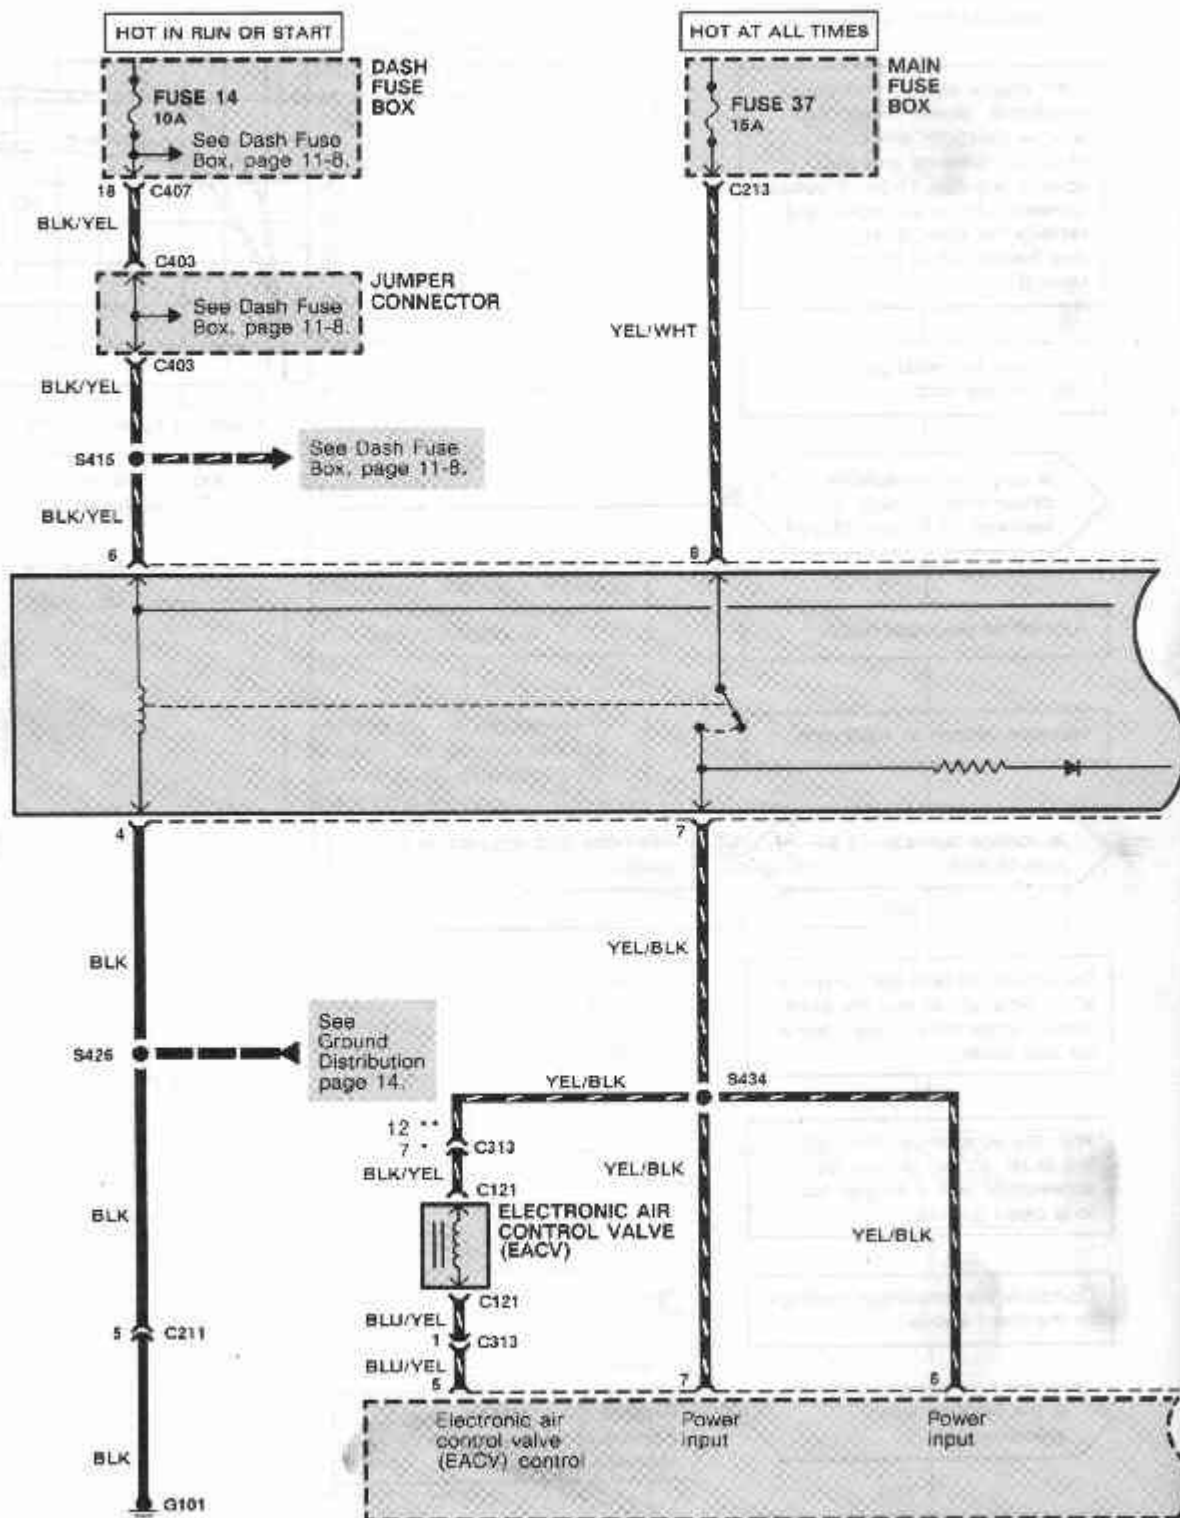 HOT IN RUN OR START
HOT AT ALL TIMES
DASH
FUSE
BOX
FUSE 14
10A
See Dash Fuse
Box, page 11-8.
MAIN
FUSE
BOX
FUSE 37
15A
18
C407
C213
BLK/YEL
C403
JUMPER
CONNECTOR
See Dash Fuse
Box, page 11-8.
YEL/WHT
C403
BLK/YEL
S415
See Dash Fuse
Box, page 11-8.
BLK/YEL
6
8
4
7
BLK
YEL/BLK
S426
See
Ground
Distribution
page 14.
YEL/BLK
S434
12 **
7 *
C313
BLK/YEL
YEL/BLK
C121
ELECTRONIC AIR
CONTROL VALVE
(EACV)
BLK
YEL/BLK
C121
BLU/YEL
1
C313
5
C211
BLU/YEL
5
7
6
Electronic air
control valve
(EACV) control
Power
input
Power
input
BLK
G101